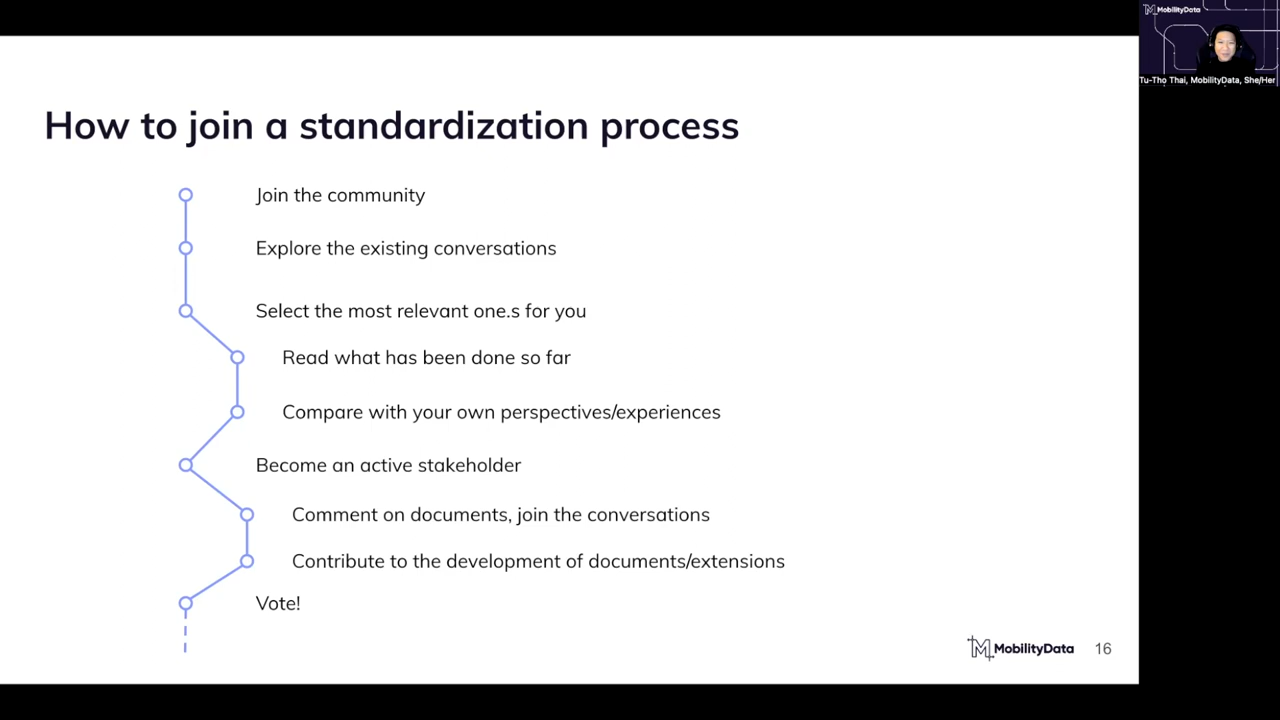 MobilityData
Tu-Tho Thai, MobilityData, She/Her
How to join a standardization process
Join the community
Explore the existing conversations
Select the most relevant one.s for you
Read what has been done so far
Compare with your own perspectives/experiences
Become an active stakeholder
Comment on documents, join the conversations
Contribute to the development of documents/extensions
Vote!
MobilityData 16